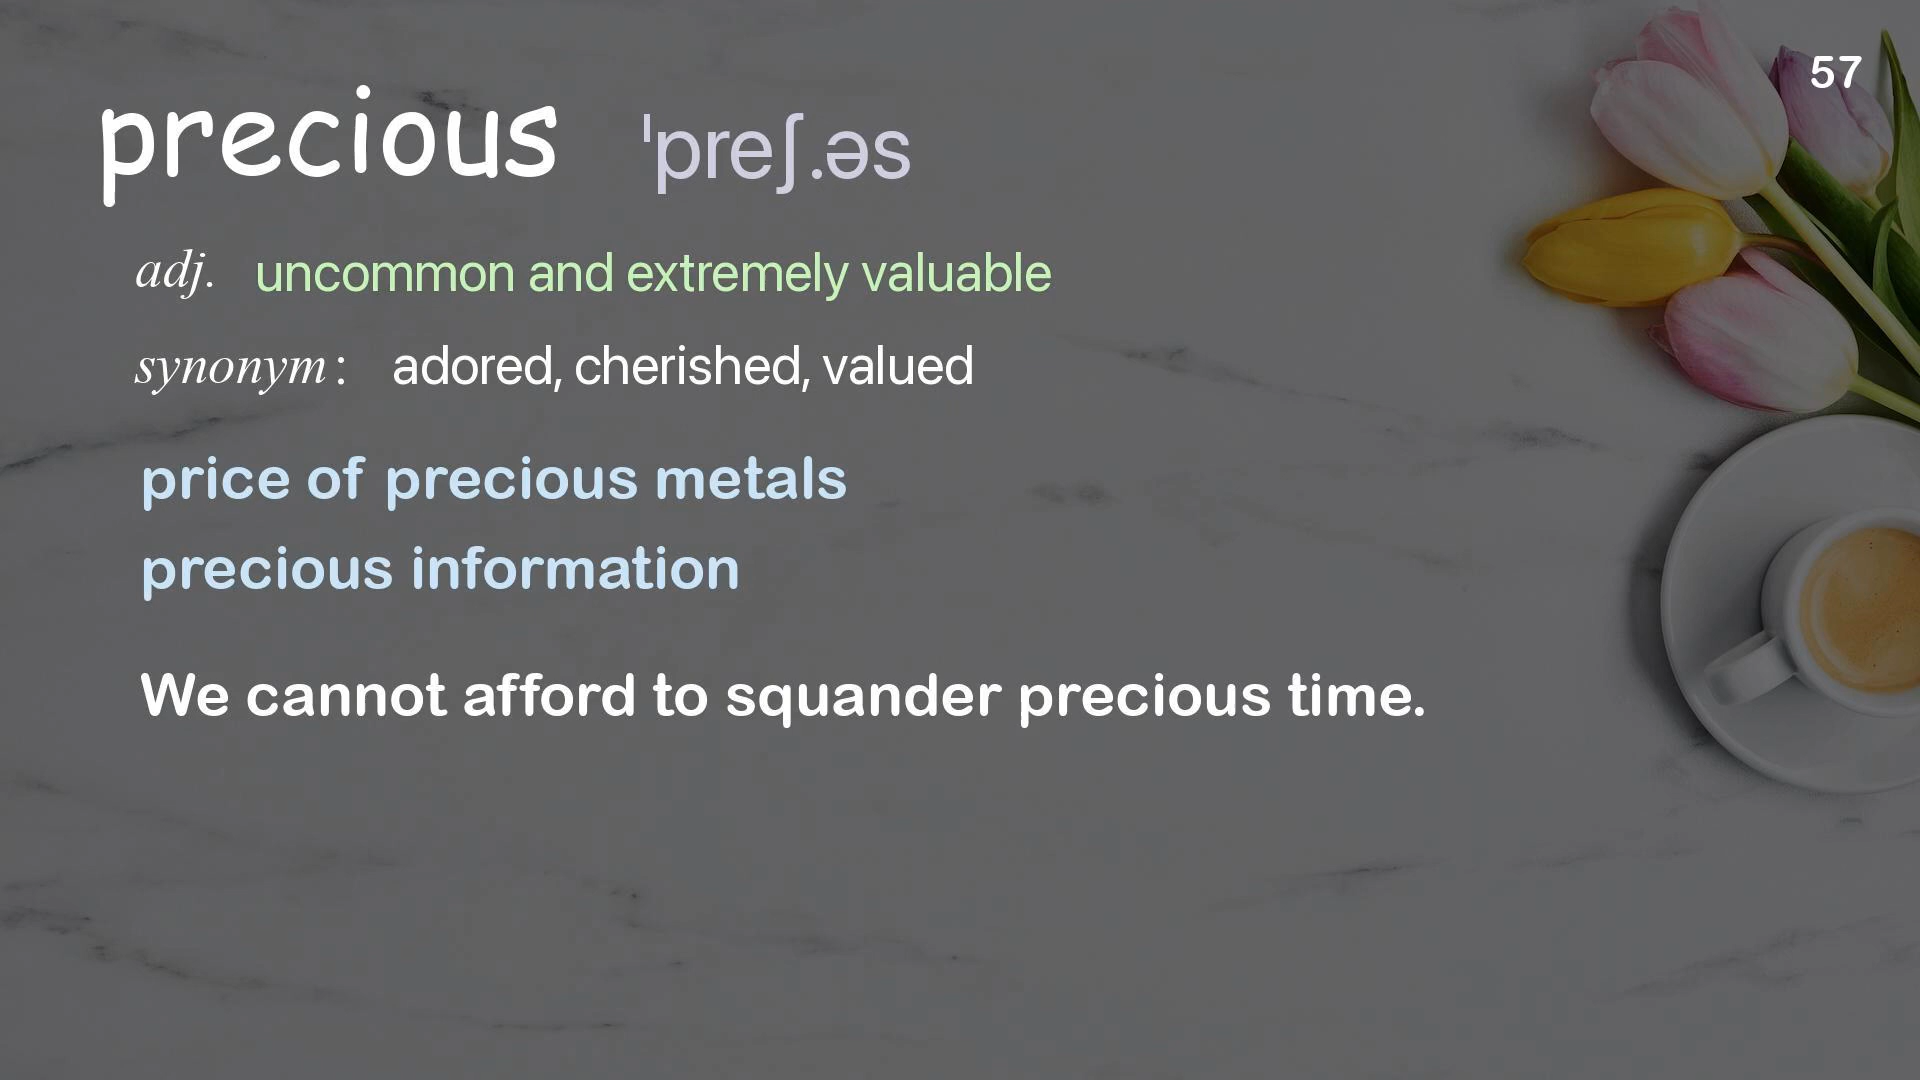 57
precious ˈpreʃ.əs
adj. uncommon and extremely valuable
synonym: adored, cherished, valued
price of precious metals
precious information
We cannot afford to squander precious time.